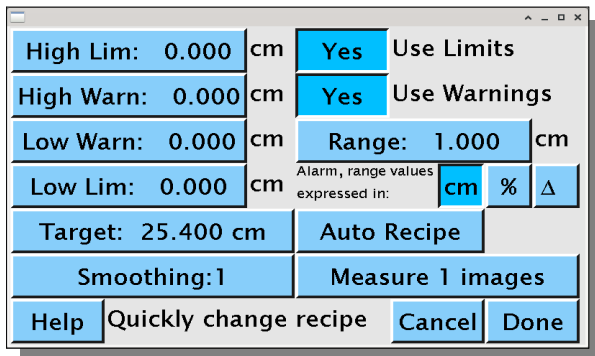 High Lim: 0.000 cm Yes Use Limits
High Warn: 0.000 cm Yes Use Warnings
Low Warn: 0.000 cm Range: 1.000 cm
Low Lim: 0.000 cm Alarm, range values
expressed in: cm % Δ
Target: 25.400 cm Auto Recipe
Smoothing:1 Measure 1 images
Help Quickly change recipe Cancel Done